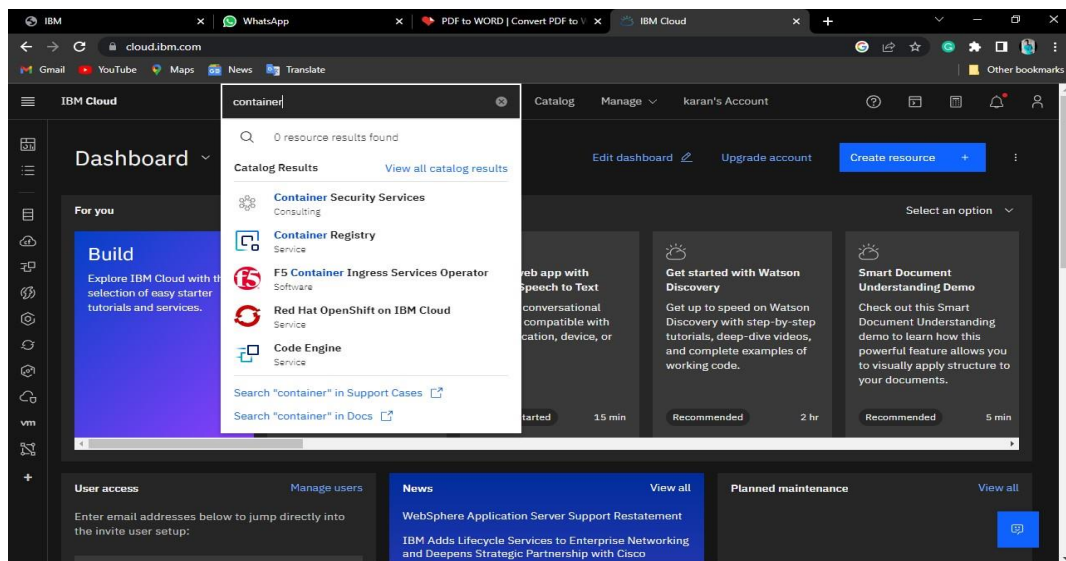 IBM
WhatsApp
PDF to WORD | Convert PDF to V
IBM Cloud
cloud.ibm.com
Gmail
YouTube
Maps
News
Translate
Other bookmarks
IBM Cloud
container
Catalog
Manage
karan's Account
0 resource results found
Catalog Results
View all catalog results
Container Security Services
Consulting
Container Registry
Service
F5 Container Ingress Services Operator
Software
Red Hat OpenShift on IBM Cloud
Service
Code Engine
Service
Search "container" in Support Cases
Search "container" in Docs
Dashboard
Edit dashboard
Upgrade account
Create resource +
For you
Select an option
Build
Explore IBM Cloud with th
selection of easy starter
tutorials and services.
eb app with
Speech to Text
conversational
compatible with
cation, device, or
tarted
15 min
Get started with Watson
Discovery
Get up to speed on Watson
Discovery with step-by-step
tutorials, deep-dive videos,
and complete examples of
working code.
Recommended
2 hr
Smart Document
Understanding Demo
Check out this Smart
Document Understanding
demo to learn how this
powerful feature allows you
to visually apply structure to
your documents.
Recommended
5 min
vm
User access
Manage users
Enter email addresses below to jump directly into
the invite user setup:
News
View all
WebSphere Application Server Support Restatement
IBM Adds Lifecycle Services to Enterprise Networking
and Deepens Strategic Partnership with Cisco
Planned maintenance
View all